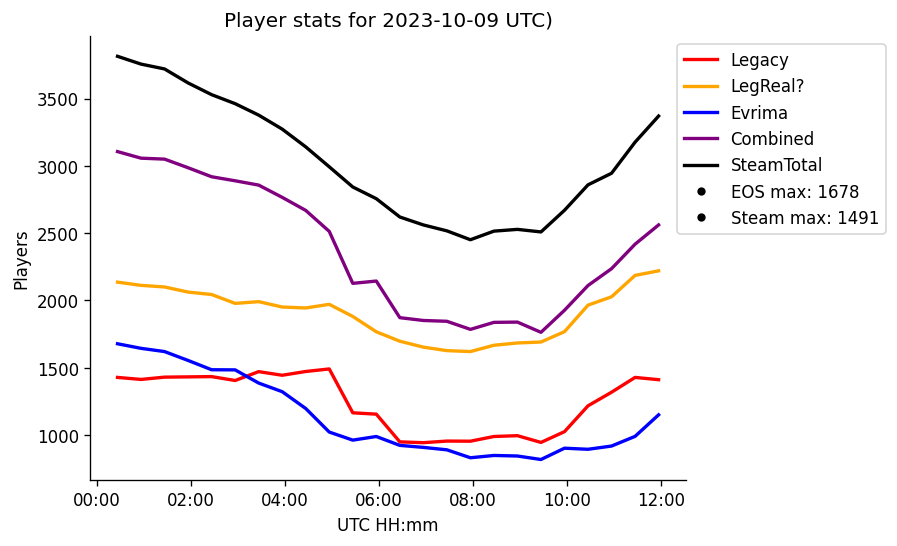 Player stats for 2023-10-09 UTC)
Players
3500
3000
2500
2000
1500
1000
00:00 02:00 04:00 06:00 08:00 10:00 12:00
UTC HH:mm
Legacy
LegReal?
Evrima
Combined
SteamTotal
EOS max: 1678
Steam max: 1491